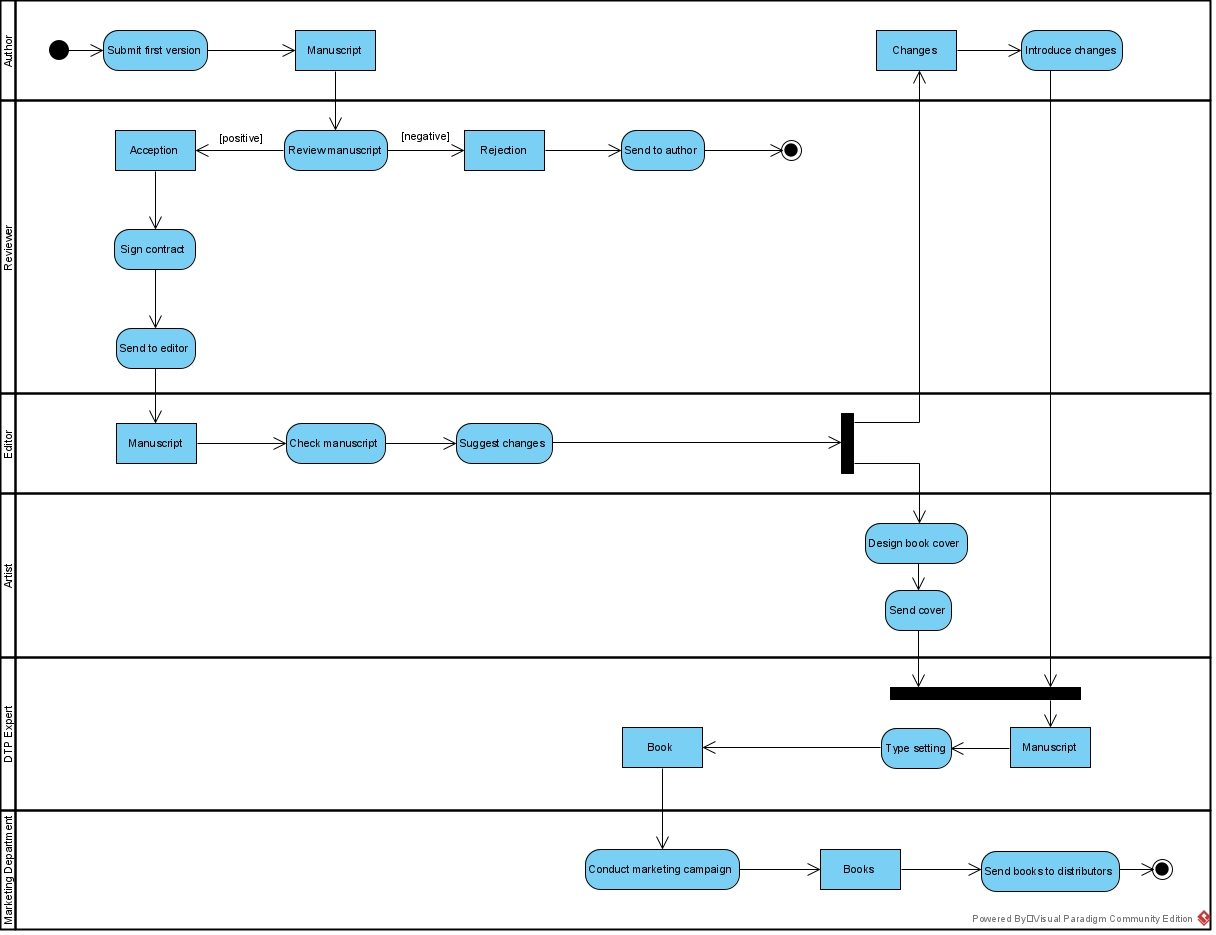 Author
Submit first version
Manuscript
Changes
Introduce changes
Reviewer
Acception
[positive]
Review manuscript
[negative]
Rejection
Send to author
Sign contract
Send to editor
Editor
Manuscript
Check manuscript
Suggest changes
Artist
Design book cover
Send cover
DTP Expert
Book
Type setting
Manuscript
Marketing Department
Conduct marketing campaign
Books
Send books to distributors
Powered By□Visual Paradigm Community Edition